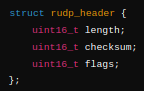 struct rudp_header {
    uint16_t length;
    uint16_t checksum;
    uint16_t flags;
};